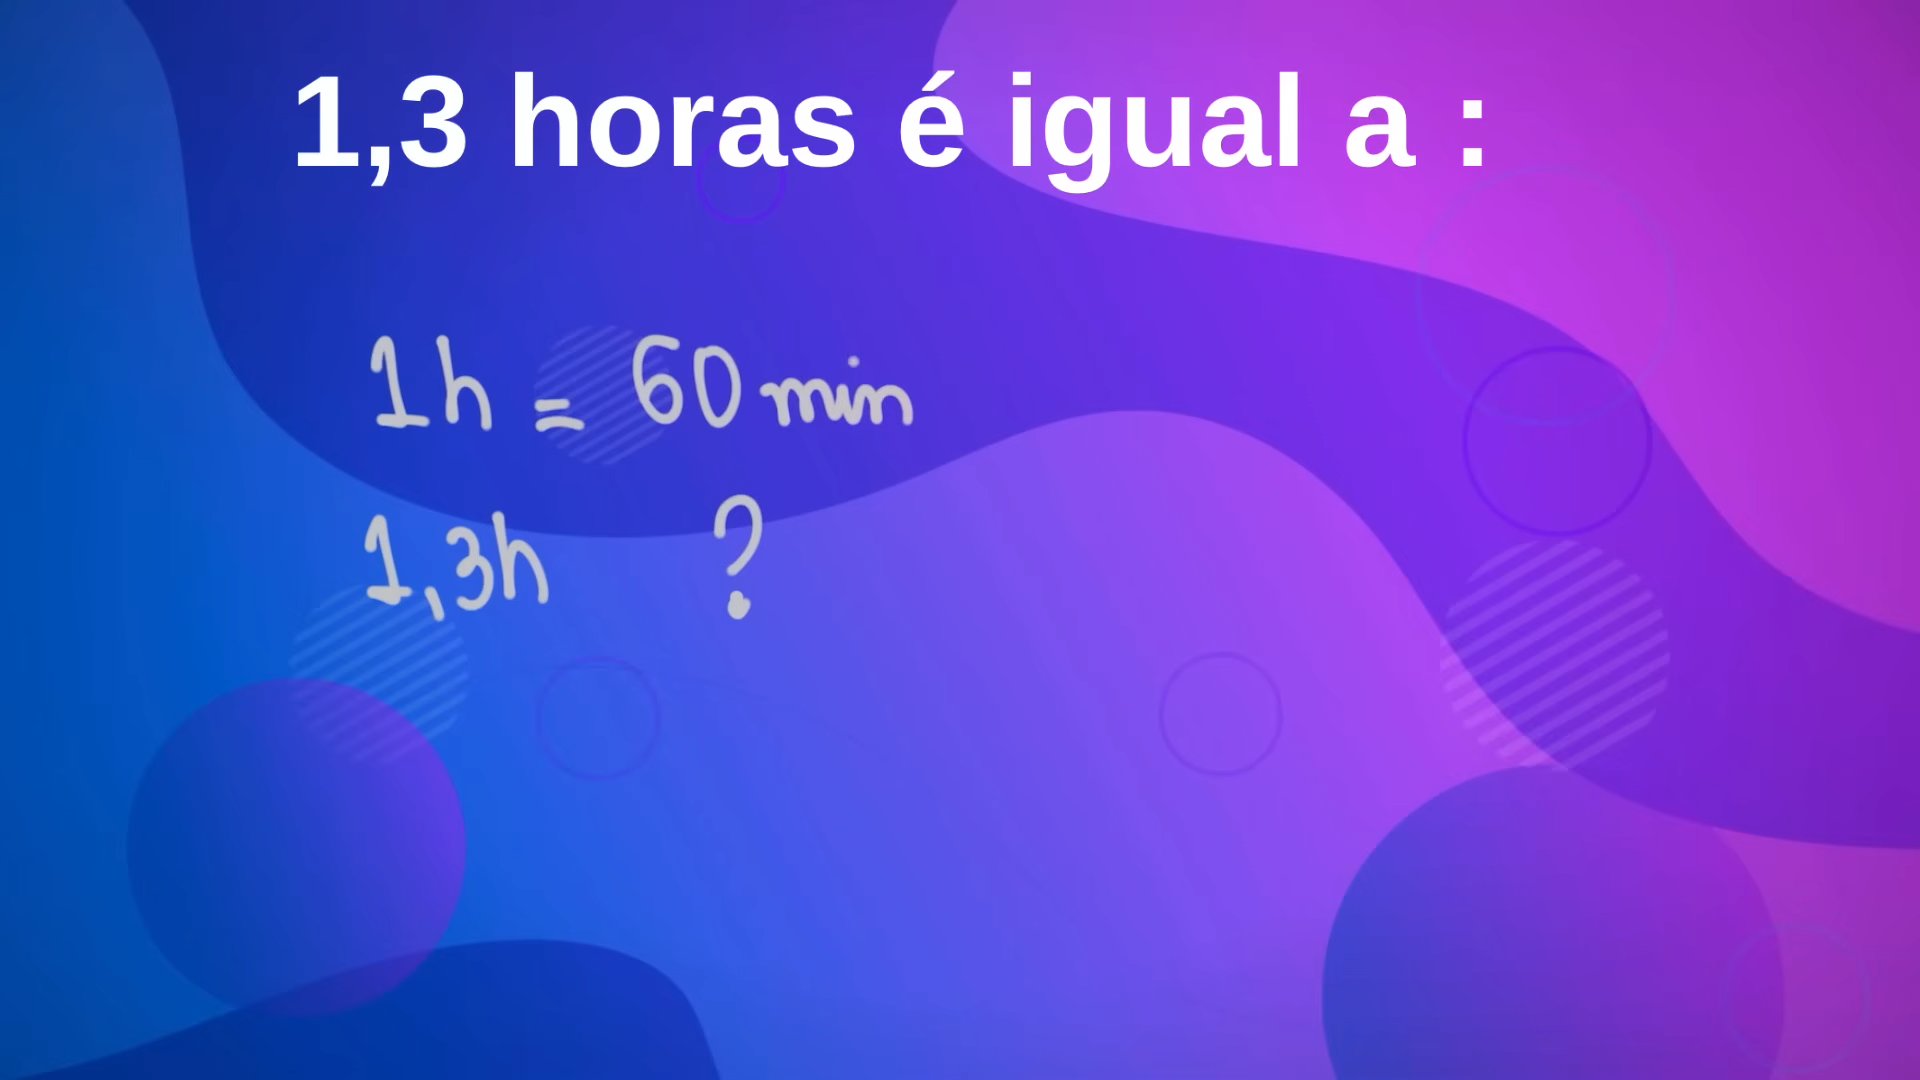 1,3 horas é igual a :
1h = 60 min
1,3h ?